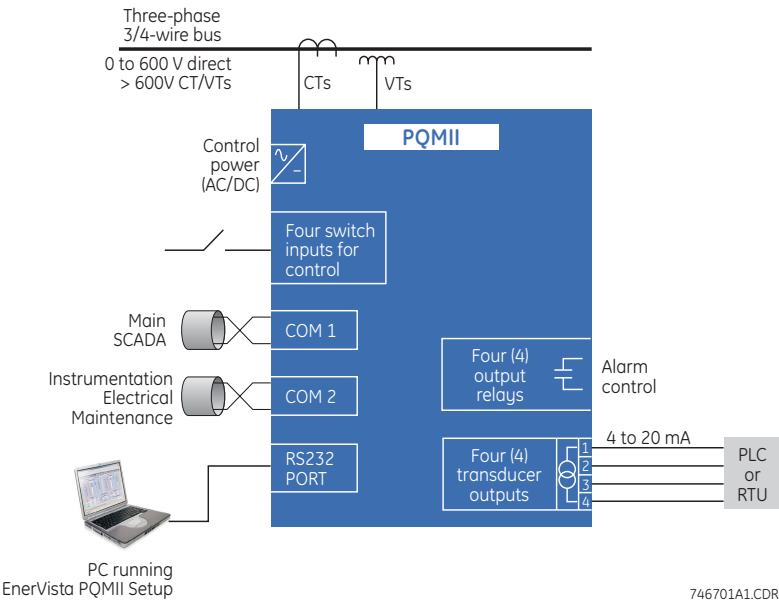 Three-phase
3/4-wire bus
0 to 600 V direct
> 600V CT/VTs
CTs
VTs
PQMII
Control
power
(AC/DC)
Four switch
inputs for
control
Main
SCADA
COM 1
Instrumentation
Electrical
Maintenance
COM 2
Four (4)
output
relays
Alarm
control
RS232
PORT
Four (4)
transducer
outputs
1
2
3
4
4 to 20 mA
PLC
or
RTU
PC running
EnerVista PQMII Setup
746701A1.CDR